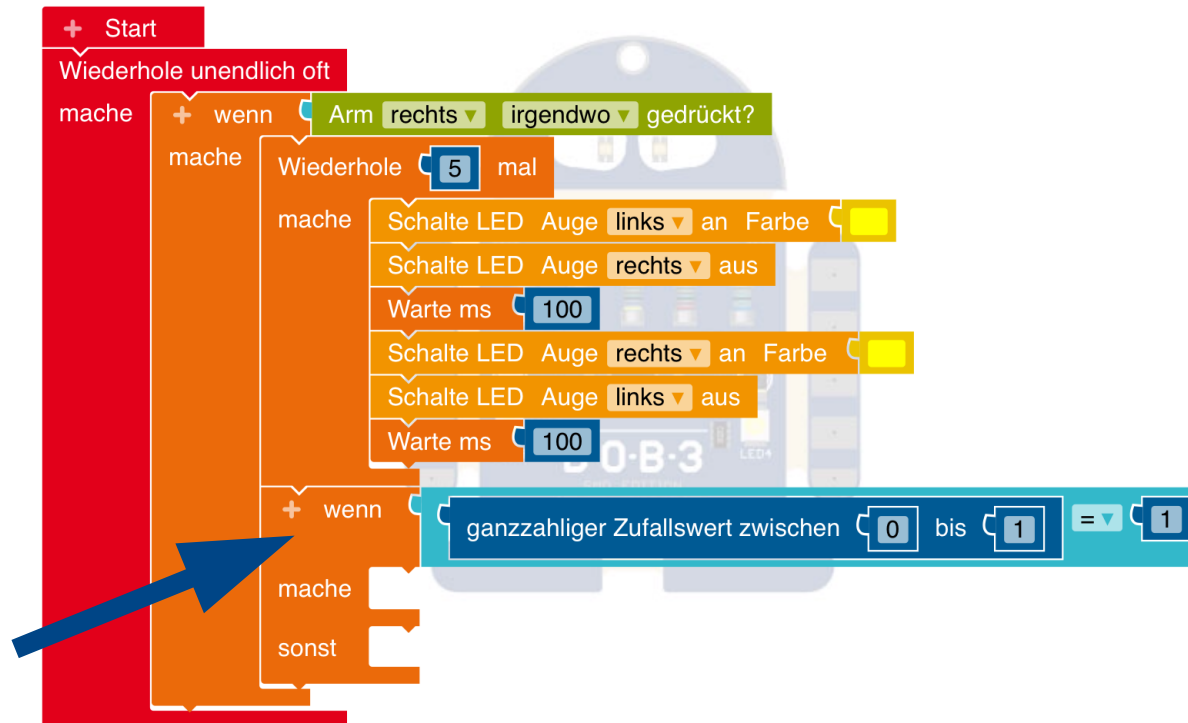 + Start
Wiederhole unendlich oft
mache + wenn Arm rechts ▾ irgendwo ▾ gedrückt?
mache Wiederhole 5 mal
mache Schalte LED Auge links ▾ an Farbe
Schalte LED Auge rechts ▾ aus
Warte ms 100
Schalte LED Auge rechts ▾ an Farbe
Schalte LED Auge links ▾ aus
Warte ms 100
B·O·B·3
LED4
+ wenn ganzzahliger Zufallswert zwischen 0 bis 1 = ▾ 1
mache
sonst